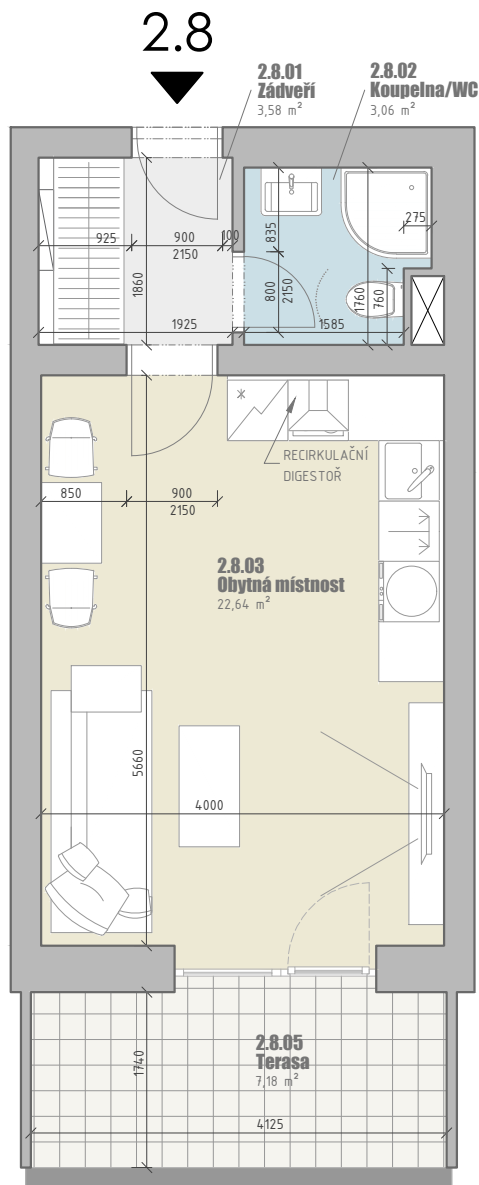 2.8
2.8.01
Zádveří
3,58 m²
2.8.02
Koupelna/WC
3,06 m²
275
835
925
900
100
2150
1860
800
2150
1760
760
1925
1585
RECIRKULAČNÍ
DIGESTOŘ
850
900
2150
2.8.03
Obytná místnost
22,64 m²
5660
4000
2.8.05
Terasa
7,18 m²
1740
4125